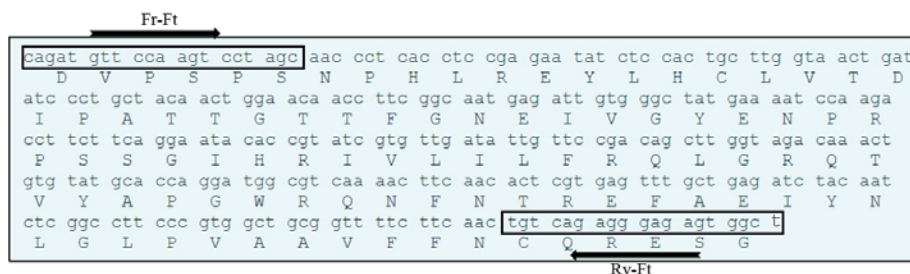 Fr-Ft
cagat gtt cca agt cct agc aac cct cac ctc cga gaa tat ctc cac tgc ttg gta act gat
D V P S P S N P H L R E Y L H C L V T D
atc cct gct aca act gga aca acc ttc ggc aat gag att gtg ggc tat gaa aat cca aga
I P A T T G T T F G N E I V G Y E N P R
cct tct tca gga ata cac cgt atc gtg ttg ata ttg ttc cga cag ctt ggt aga caa act
P S S G I H R I V L I L F R Q L G R Q T
gtg tat gca cca gga tgg cgt caa aac ttc aac act cgt gag ttt gct gag atc tac aat
V Y A P G W R Q N F N T R E F A E I Y N
ctc ggc ctt ccc gtg gct gcg gtt ttc ttc aac tgt cag agg gag agt ggc t
L G L P V A A V F F N C Q R E S G
Rv-Ft